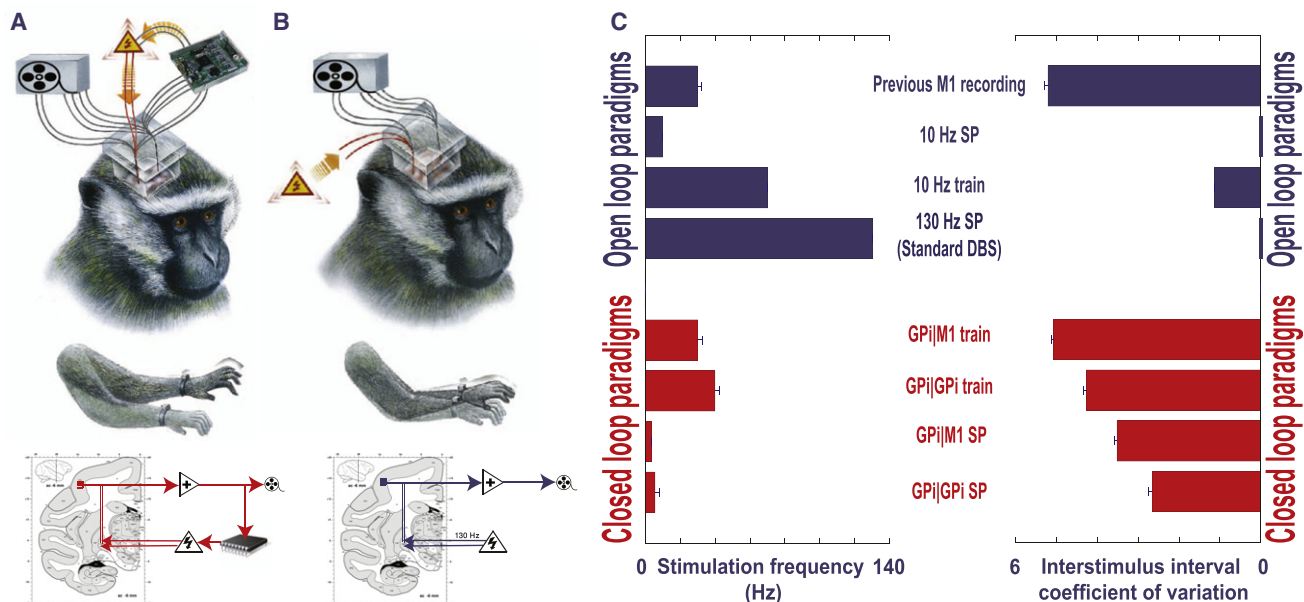 A
B
C
Open loop paradigms
Previous M1 recording
10 Hz SP
10 Hz train
130 Hz SP
(Standard DBS)
Open loop paradigms
Closed loop paradigms
GPi|M1 train
GPi|GPi train
GPi|M1 SP
GPi|GPi SP
Closed loop paradigms
0 Stimulation frequency 140
(Hz)
6 Interstimulus interval 0
coefficient of variation
130 Hz